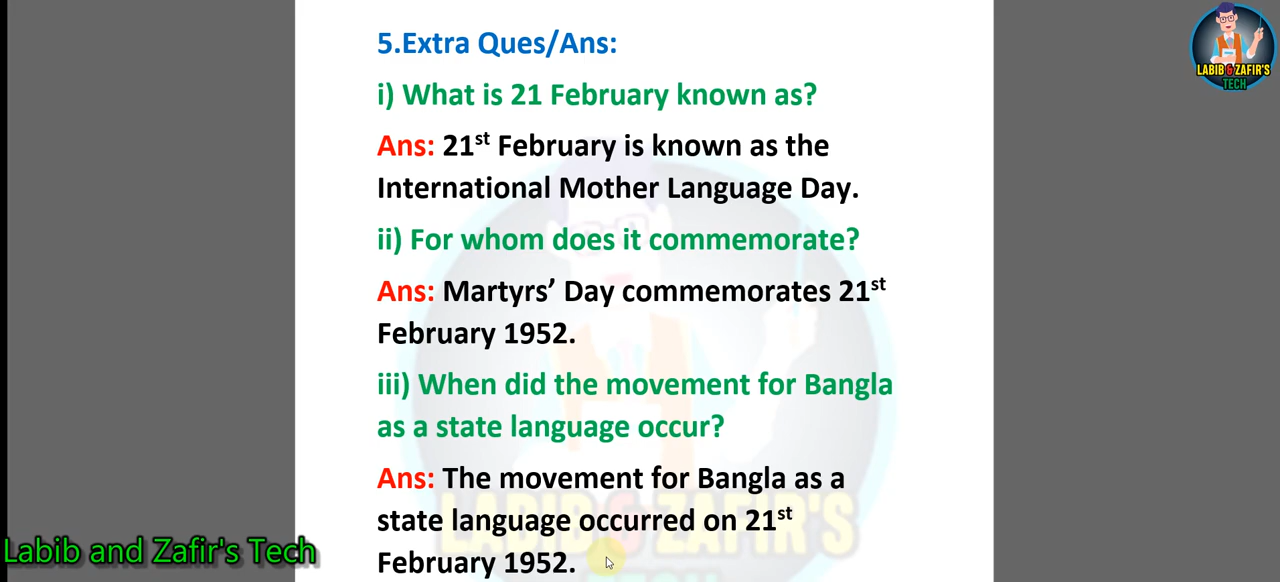 5.Extra Ques/Ans:
LABIB & ZAFIR'S
TECH
i) What is 21 February known as?
Ans: 21st February is known as the
International Mother Language Day.
ii) For whom does it commemorate?
Ans: Martyrs’ Day commemorates 21st
February 1952.
iii) When did the movement for Bangla
as a state language occur?
Ans: The movement for Bangla as a
state language occurred on 21st
LABIB & ZAFIR'S
Labib and Zafir's Tech
February 1952.